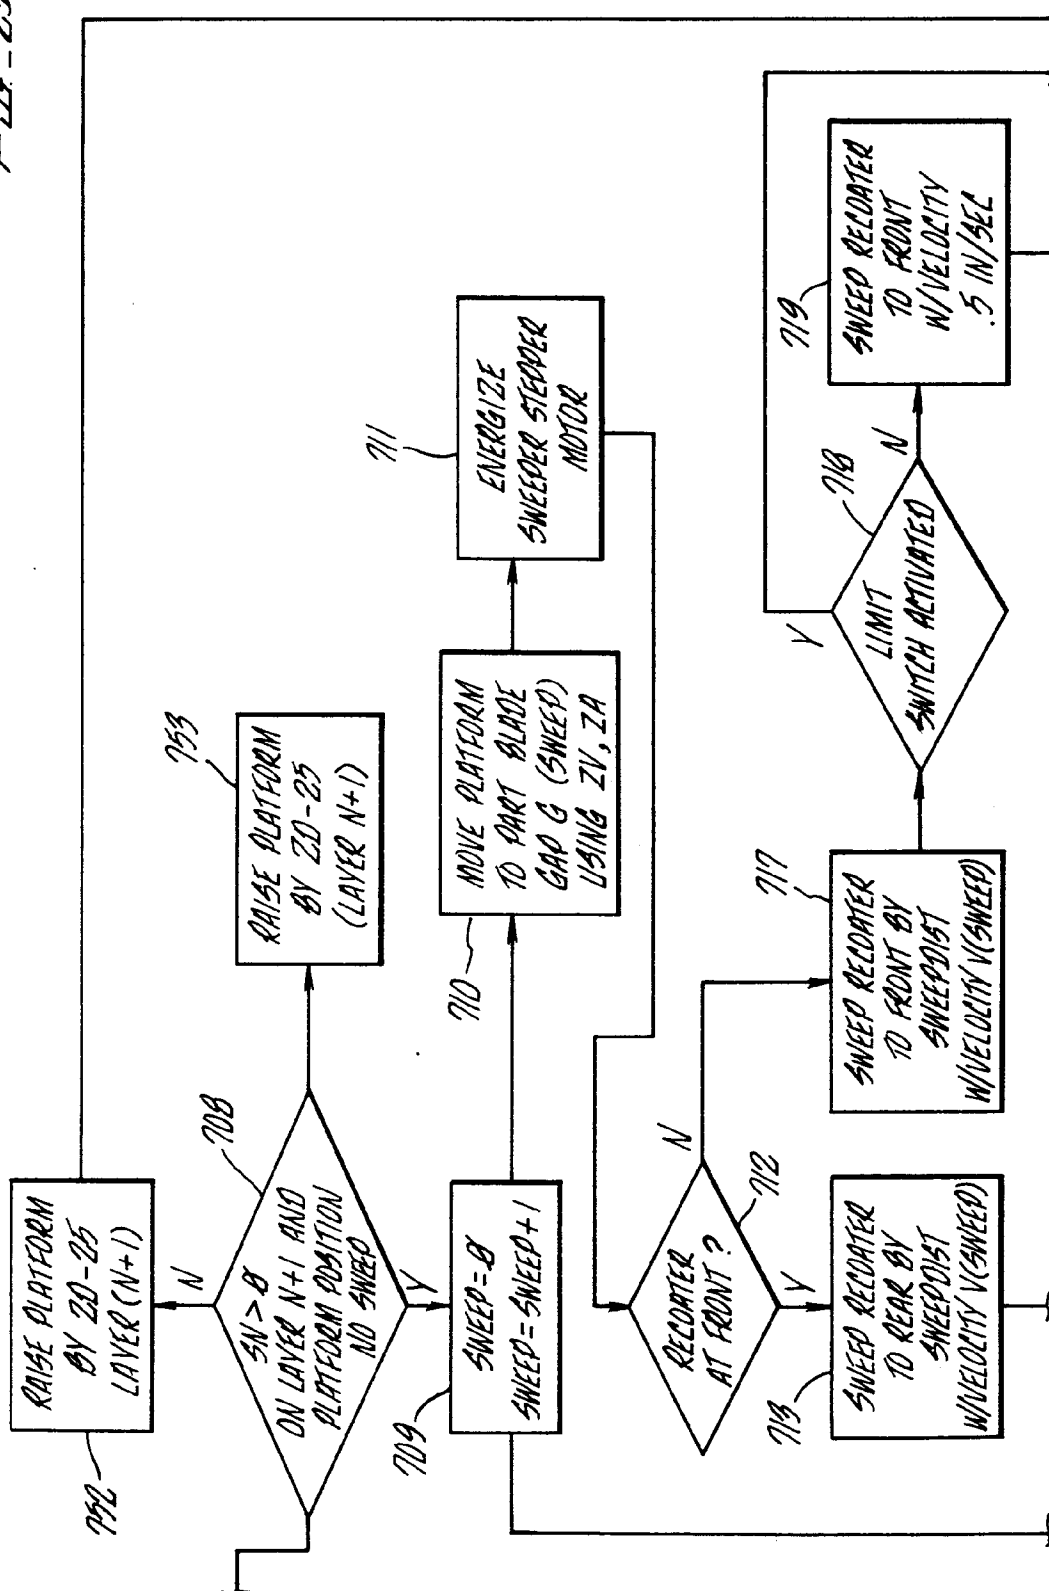 752
RAISE PLATFORM
BY ZD-25
LAYER (N+1)
N
708
SN > 0
ON LAYER N+1 AND
PLATFORM POSITION
NO SWEEP
Y
753
RAISE PLATFORM
BY ZD-25
(LAYER N+1)
709
SWEEP = 0
SWEEP = SWEEP+1
710
MOVE PLATFORM
TO PART BLADE
GAP G (SWEEP)
USING ZV, ZA
711
ENERGIZE
SWEEPER STEPPER
MOTOR
RECOATER
AT FRONT ?
712
N
Y
713
SWEEP RECOATER
TO REAR BY
SWEEPDIST
W/VELOCITY V(SWEEP)
717
SWEEP RECOATER
TO FRONT BY
SWEEPDIST
W/VELOCITY V(SWEEP)
LIMIT
SWITCH ACTIVATED
718
Y
N
719
SWEEP RECOATER
TO FRONT
W/VELOCITY
.5 IN/SEC